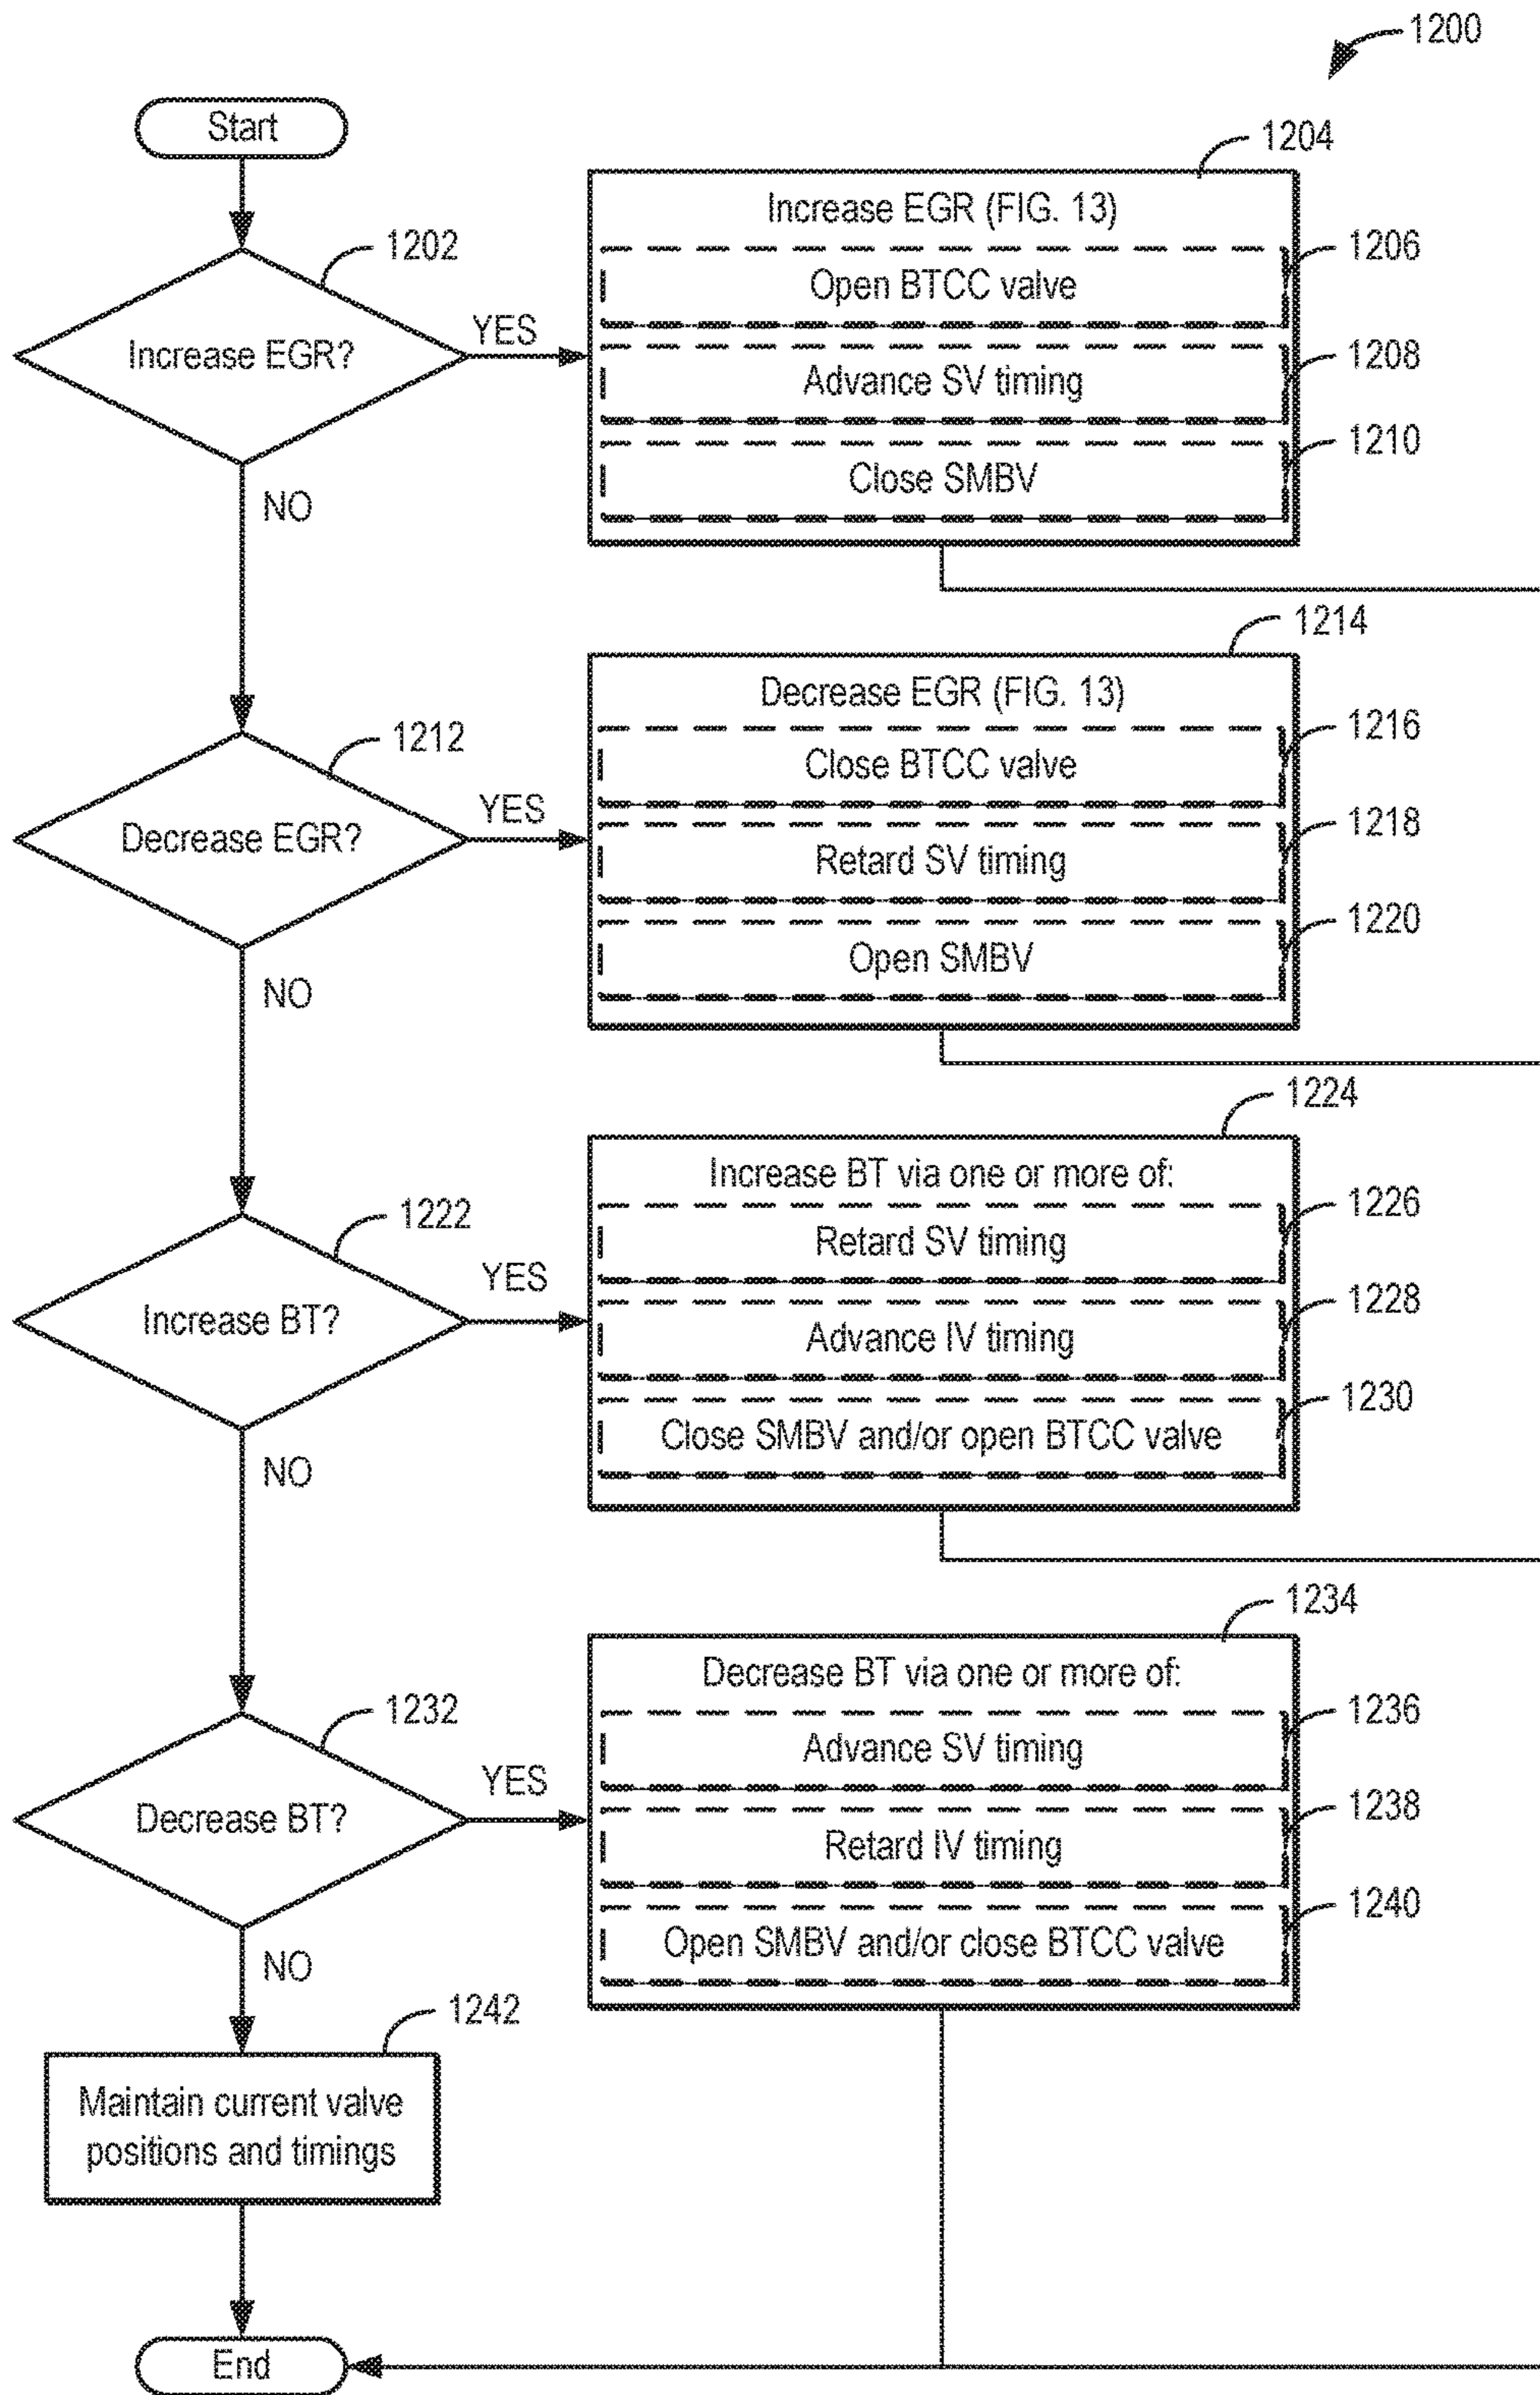 1200
Start
1204
Increase EGR (FIG. 13)
1202
1206
Open BTCC valve
Increase EGR?
YES
1208
Advance SV timing
1210
Close SMBV
NO
1214
Decrease EGR (FIG. 13)
1212
1216
Close BTCC valve
Decrease EGR?
YES
1218
Retard SV timing
1220
Open SMBV
NO
1224
Increase BT via one or more of:
1222
1226
Retard SV timing
Increase BT?
YES
1228
Advance IV timing
1230
Close SMBV and/or open BTCC valve
NO
1234
Decrease BT via one or more of:
1232
1236
Advance SV timing
Decrease BT?
YES
1238
Retard IV timing
1240
Open SMBV and/or close BTCC valve
NO
1242
Maintain current valve
positions and timings
End